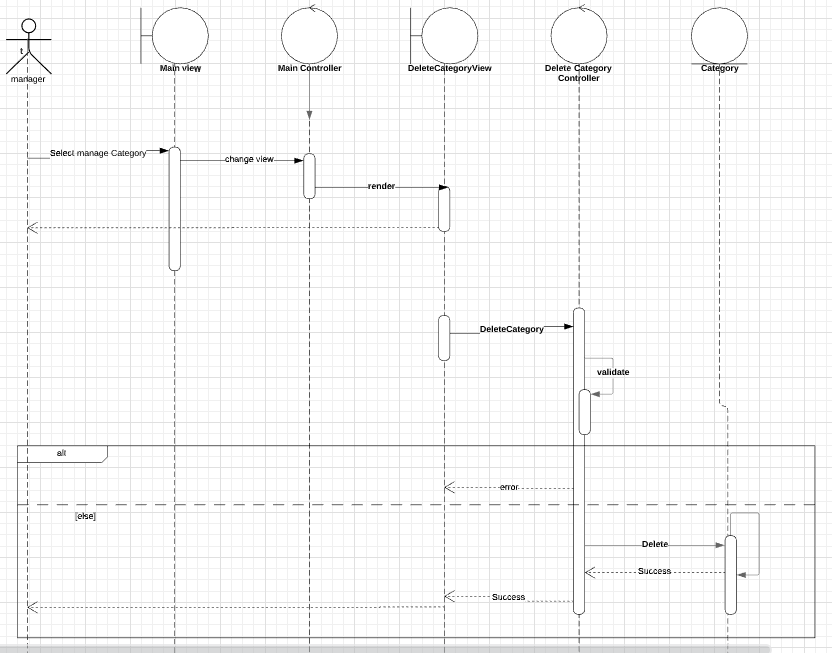 t
manager
Main view
Main Controller
DeleteCategoryView
Delete Category
Controller
Category
Select manage Category
change view
render
DeleteCategory
validate
alt
error
[else]
Delete
Success
Success